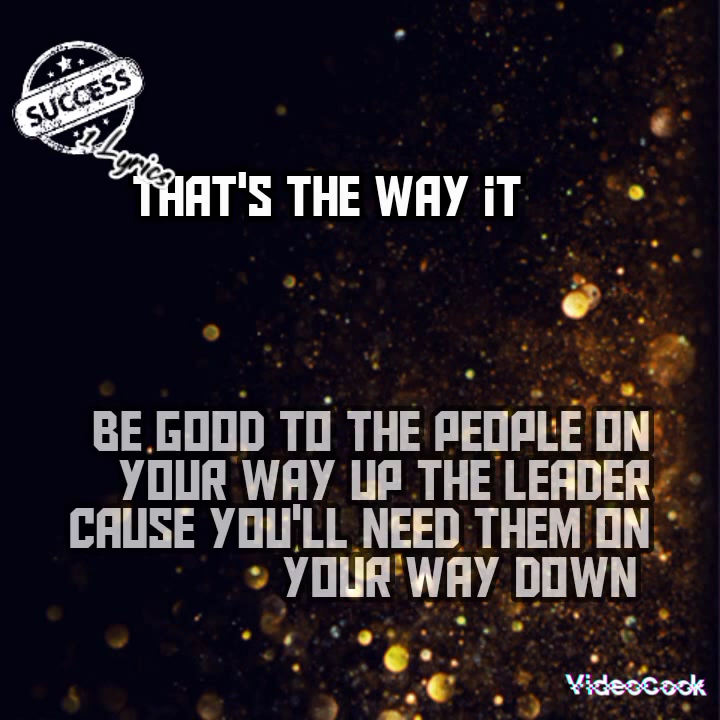 SUCCESS
Lyrics
THAT'S THE WAY iT
BE GOOD TO THE PEOPLE ON
YOUR WAY UP THE LEADER
CAUSE YOU'LL NEED THEM ON
YOUR WAY DOWN
VideoCook